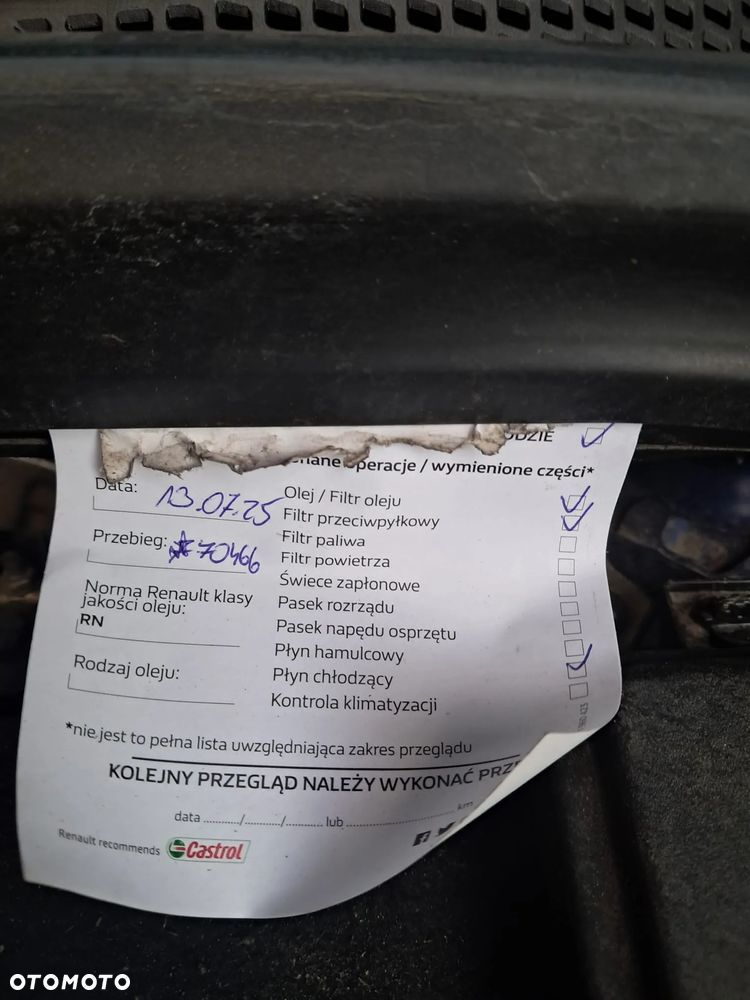 Data: 13.07.25
Przebieg: 70466
Norma Renault klasy
jakości oleju:
RN
Rodzaj oleju:
operacje / wymienione części*
Olej / Filtr oleju
Filtr przeciwpyłkowy
Filtr paliwa
Filtr powietrza
Świece zapłonowe
Pasek rozrządu
Pasek napędu osprzętu
Płyn hamulcowy
Płyn chłodzący
Kontrola klimatyzacji
*nie jest to pełna lista uwzględniająca zakres przeglądu
KOLEJNY PRZEGLĄD NALEŻY WYKONAĆ
data ............/............/............ lub .................................... km
Renault recommends Castrol
OTOMOTO